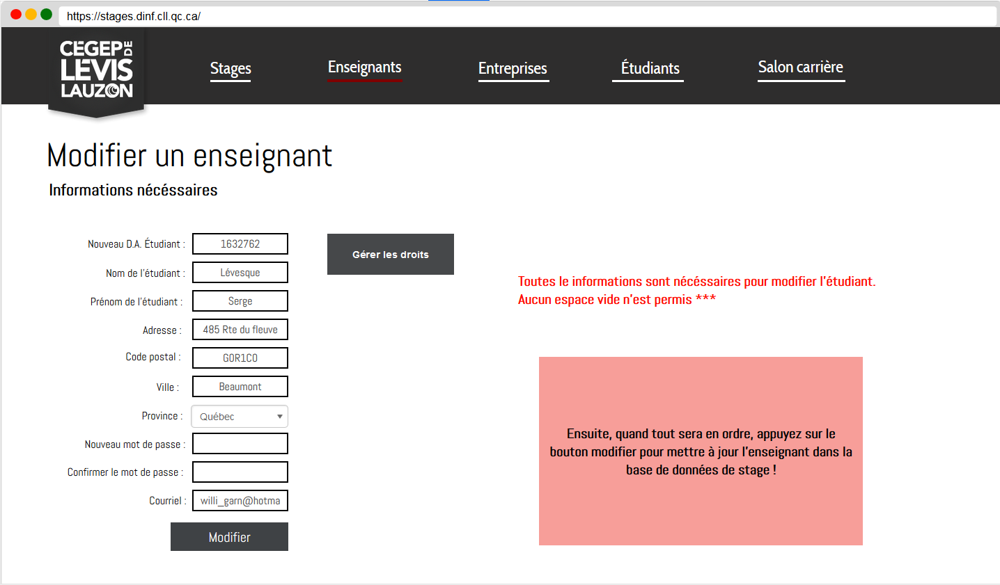 https://stages.dinf.cll.qc.ca/
CÉGEP DE
LÉVIS
LAUZON
Stages
Enseignants
Entreprises
Étudiants
Salon carrière
Modifier un enseignant
Informations nécéssaires
Nouveau D.A. Étudiant : 1632762
Gérer les droits
Nom de l'étudiant : Lévesque
Toutes le informations sont nécéssaires pour modifier l'étudiant.
Aucun espace vide n'est permis ***
Prénom de l'étudiant : Serge
Adresse : 485 Rte du fleuve
Code postal : G0R1C0
Ville : Beaumont
Province : Québec
Nouveau mot de passe :
Confirmer le mot de passe :
Courriel : willi_garn@hotma
Modifier
Ensuite, quand tout sera en ordre, appuyez sur le
bouton modifier pour mettre à jour l'enseignant dans la
base de données de stage !